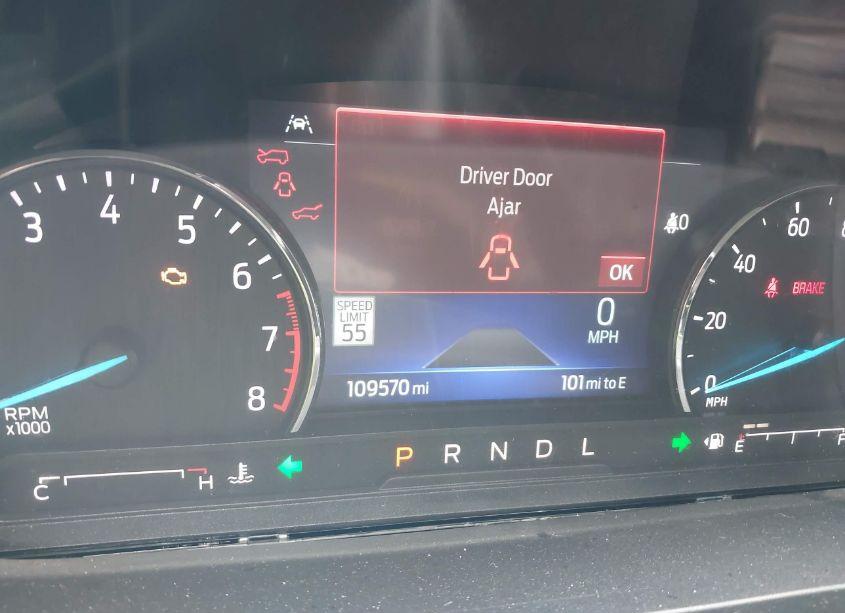 Driver Door
Ajar
OK
SPEED
LIMIT
55
0
MPH
109570 mi
101 mi to E
3
4
5
6
7
8
RPM
x1000
0
20
40
60
MPH
BRAKE
C
H
P R N D L
E
F